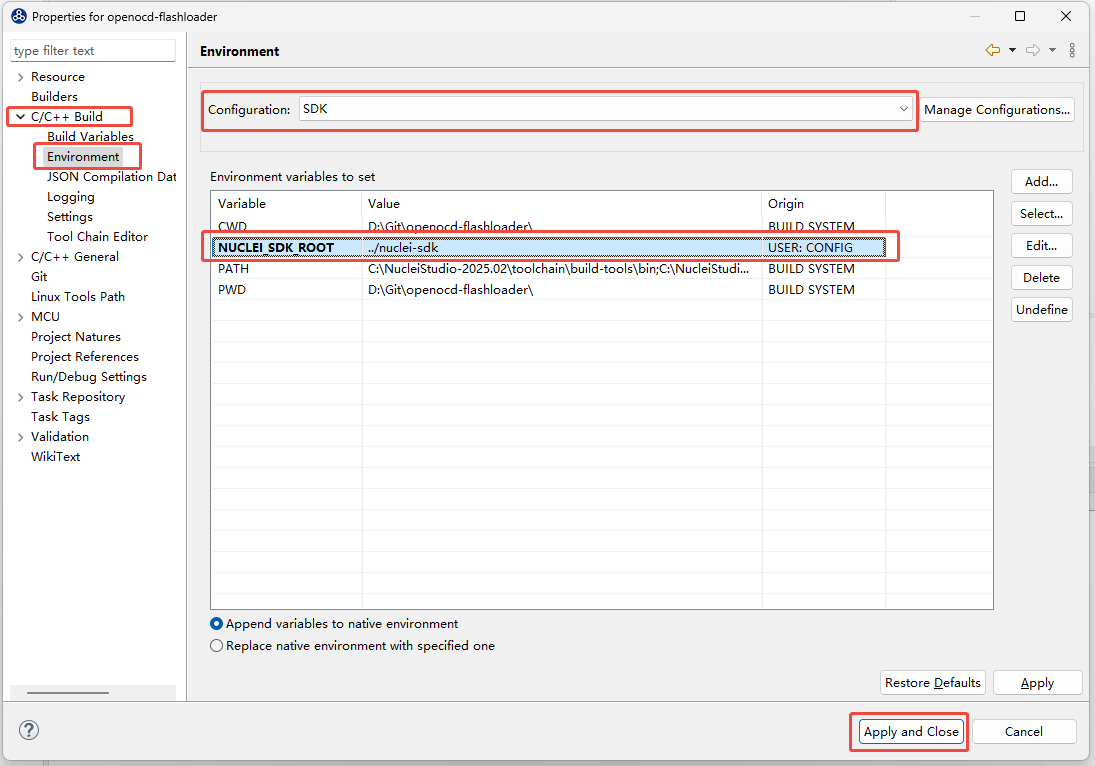 Properties for openocd-flashloader
type filter text
Resource
Builders
C/C++ Build
Build Variables
Environment
JSON Compilation Dat
Logging
Settings
Tool Chain Editor
C/C++ General
Git
Linux Tools Path
MCU
Project Natures
Project References
Run/Debug Settings
Task Repository
Task Tags
Validation
WikiText
Environment
Configuration: SDK Manage Configurations...
Environment variables to set
Variable Value Origin
CWD D:\Git\openocd-flashloader\ BUILD SYSTEM
NUCLEI_SDK_ROOT ../nuclei-sdk USER: CONFIG
PATH C:\NucleiStudio-2025.02\toolchain\build-tools\bin;C:\NucleiStudi... BUILD SYSTEM
PWD D:\Git\openocd-flashloader\ BUILD SYSTEM
Add...
Select...
Edit...
Delete
Undefine
Append variables to native environment
Replace native environment with specified one
Restore Defaults Apply
? Apply and Close Cancel